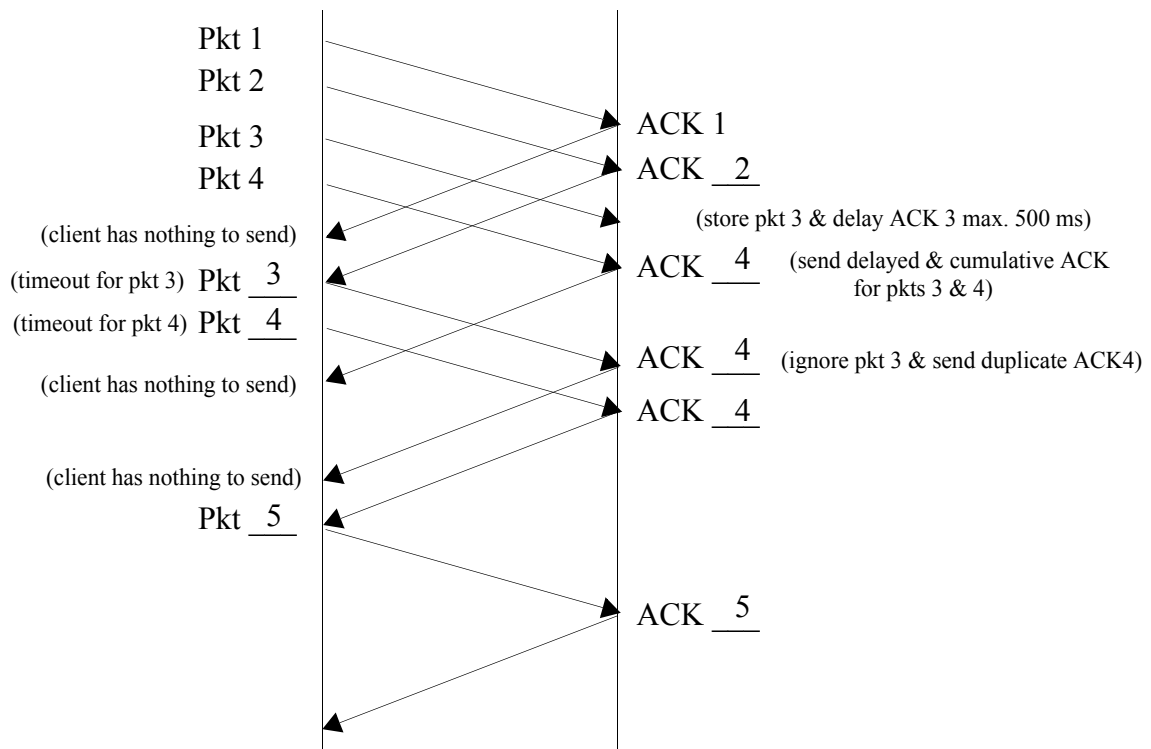 Pkt 1
Pkt 2
ACK 1
Pkt 3
ACK 2
Pkt 4
(store pkt 3 & delay ACK 3 max. 500 ms)
(client has nothing to send)
ACK 4 (send delayed & cumulative ACK
for pkts 3 & 4)
(timeout for pkt 3) Pkt 3
(timeout for pkt 4) Pkt 4
ACK 4 (ignore pkt 3 & send duplicate ACK4)
(client has nothing to send)
ACK 4
(client has nothing to send)
Pkt 5
ACK 5